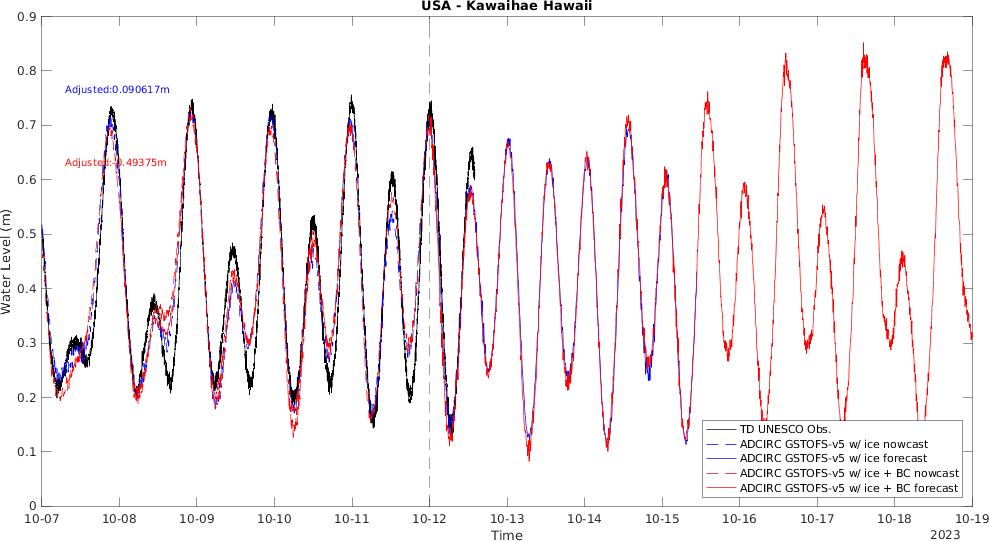 USA - Kawaihae Hawaii
0.9
0.8
0.7
0.6
0.5
0.4
0.3
0.2
0.1
0
Water Level (m)
Adjusted:0.090617m
Adjusted:-0.49375m
TD UNESCO Obs.
ADCIRC GSTOFS-v5 w/ ice nowcast
ADCIRC GSTOFS-v5 w/ ice forecast
ADCIRC GSTOFS-v5 w/ ice + BC nowcast
ADCIRC GSTOFS-v5 w/ ice + BC forecast
10-07 10-08 10-09 10-10 10-11 10-12 10-13 10-14 10-15 10-16 10-17 10-18 10-19
Time
2023